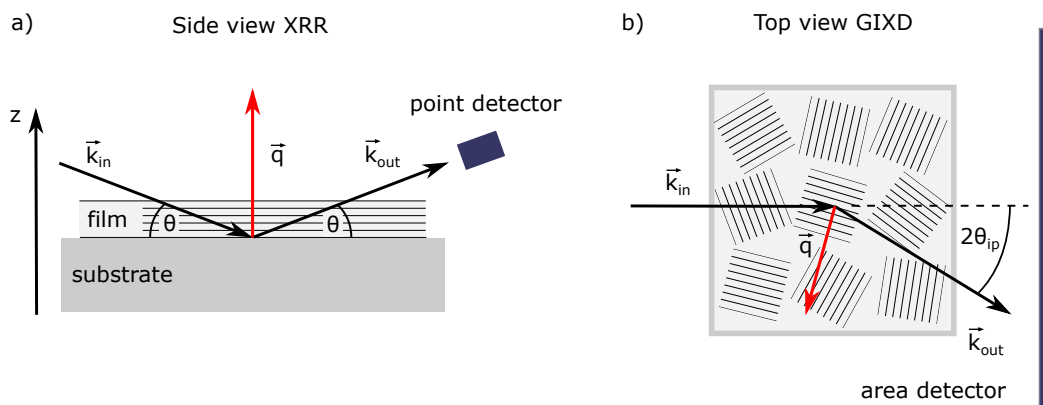 a)
Side view XRR
z
k⃗in
q⃗
k⃗out
point detector
film
θ
θ
substrate
b)
Top view GIXD
k⃗in
q⃗
2θip
k⃗out
area detector